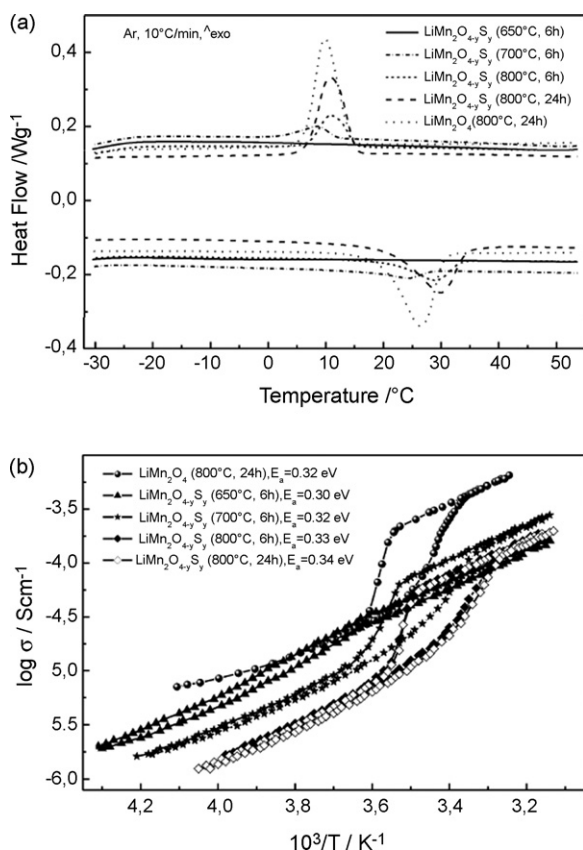 (a)
Ar, 10°C/min,^exo
LiMn₂O₄₋ySy (650°C, 6h)
LiMn₂O₄₋ySy (700°C, 6h)
LiMn₂O₄₋ySy (800°C, 6h)
LiMn₂O₄₋ySy (800°C, 24h)
LiMn₂O₄ (800°C, 24h)
Heat Flow /Wg⁻¹
0,4
0,2
0,0
-0,2
-0,4
-30 -20 -10 0 10 20 30 40 50
Temperature /°C
(b)
LiMn₂O₄ (800°C, 24h),Eₐ=0.32 eV
LiMn₂O₄₋ySy (650°C, 6h),Eₐ=0.30 eV
LiMn₂O₄₋ySy (700°C, 6h),Eₐ=0.32 eV
LiMn₂O₄₋ySy (800°C, 6h),Eₐ=0.33 eV
LiMn₂O₄₋ySy (800°C, 24h),Eₐ=0.34 eV
log σ / Scm⁻¹
-3,5
-4,0
-4,5
5,0
5,5
-6,0
4,2 4,0 3,8 3,6 3,4 3,2
10³/T / K⁻¹